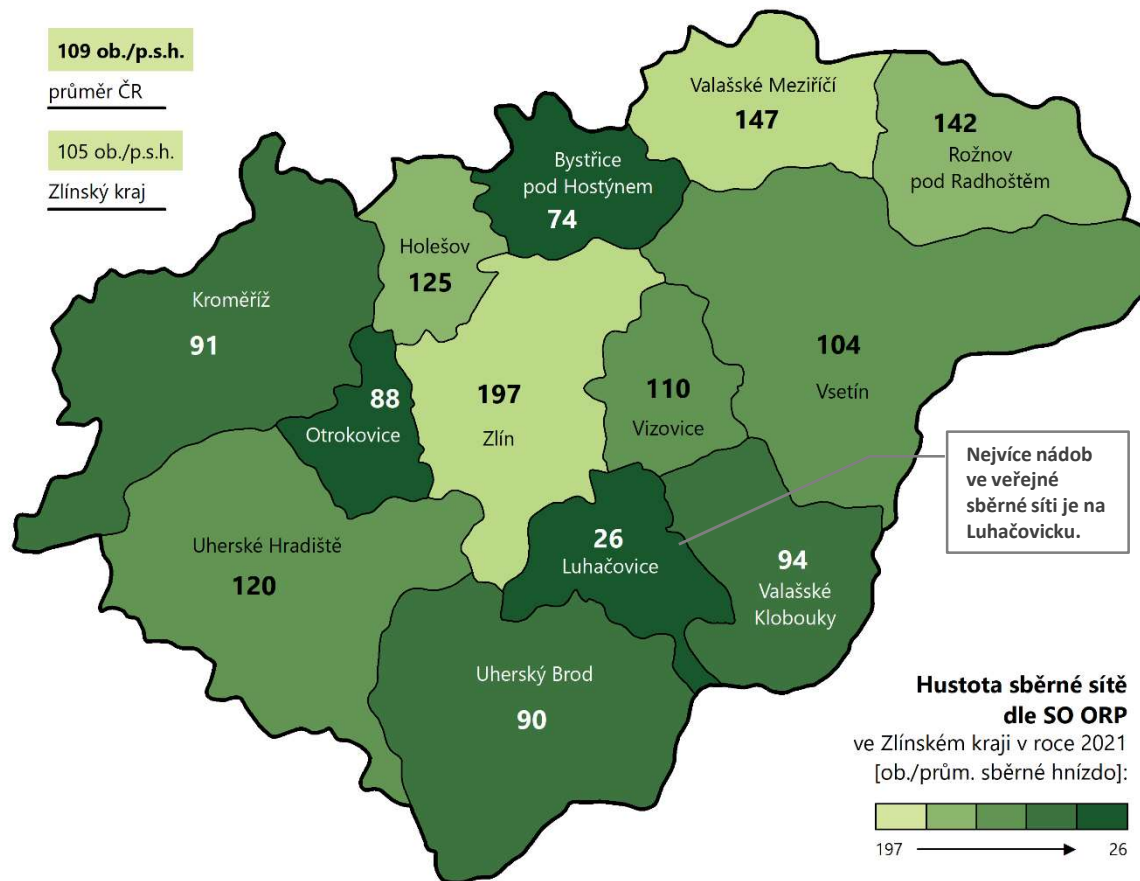 109 ob./p.s.h.
průměr ČR
105 ob./p.s.h.
Zlínský kraj
Valašské Meziříčí
147
142
Rožnov
pod Radhoštěm
Bystřice
pod Hostýnem
74
Holešov
125
Kroměříž
91
88
Otrokovice
197
Zlín
110
Vizovice
104
Vsetín
Nejvíce nádob
ve veřejné
sběrné síti je na
Luhačovicku.
26
Luhačovice
94
Valašské
Klobouky
Uherské Hradiště
120
Uherský Brod
90
Hustota sběrné sítě
dle SO ORP
ve Zlínském kraji v roce 2021
[ob./prům. sběrné hnízdo]:
197 26